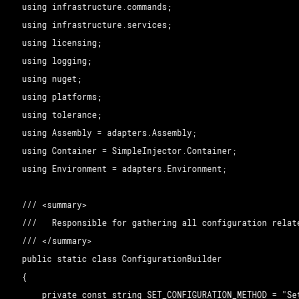 using infrastructure.commands;
using infrastructure.services;
using licensing;
using logging;
using nuget;
using platforms;
using tolerance;
using Assembly = adapters.Assembly;
using Container = SimpleInjector.Container;
using Environment = adapters.Environment;
/// <summary>
///   Responsible for gathering all configuration relate
/// </summary>
public static class ConfigurationBuilder
{
private const string SET_CONFIGURATION_METHOD = "Set